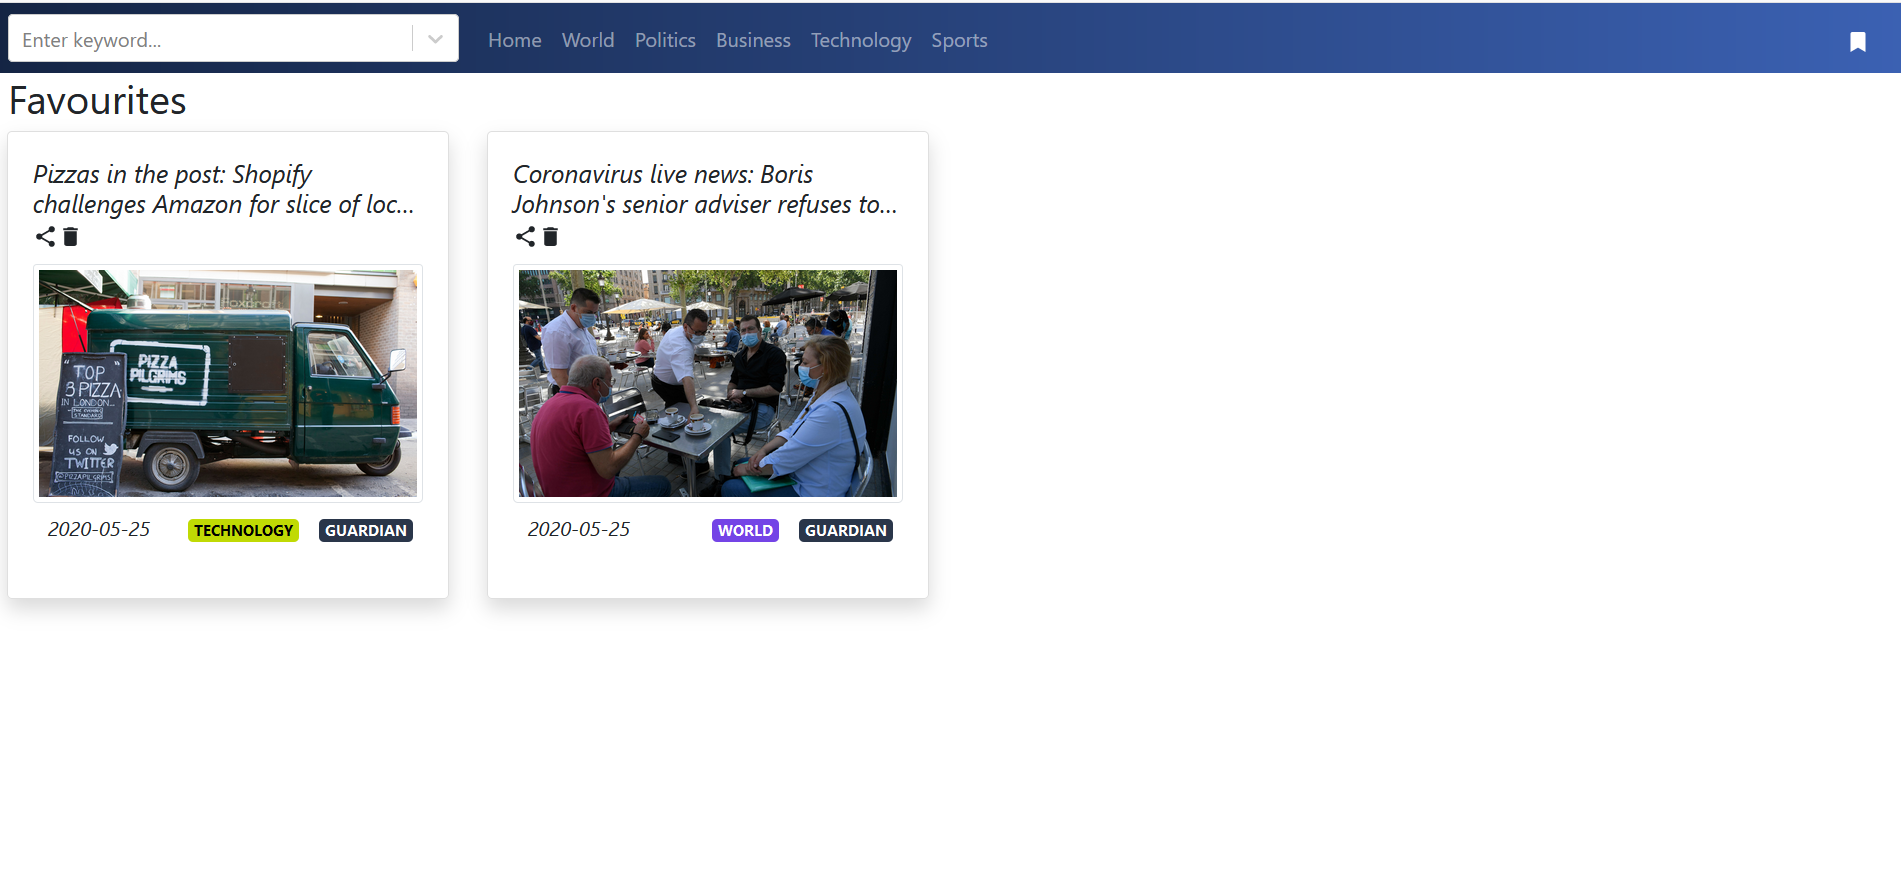 Enter keyword...
Home World Politics Business Technology Sports
Favourites
Pizzas in the post: Shopify
challenges Amazon for slice of loc...
PIZZA
PILGRIMS
"TOP
3 PIZZA
IN LONDON...
FOLLOW
US ON
TWITTER
@PIZZAPILGRIMS
2020-05-25 TECHNOLOGY GUARDIAN
Coronavirus live news: Boris
Johnson's senior adviser refuses to...
2020-05-25 WORLD GUARDIAN